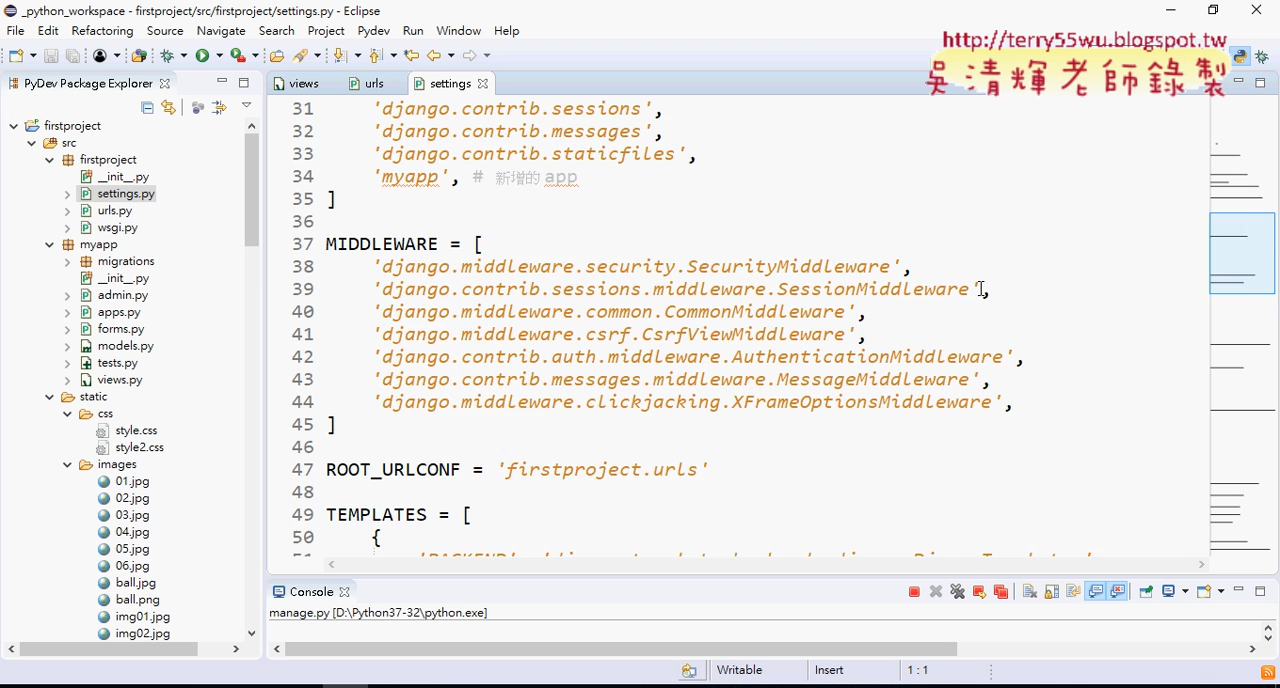 _python_workspace - firstproject/src/firstproject/settings.py - Eclipse
File Edit Refactoring Source Navigate Search Project Pydev Run Window Help
http://terry55wu.blogspot.tw
吳清輝老師錄製
PyDev Package Explorer
views urls settings
firstproject
src
firstproject
__init__.py
settings.py
urls.py
wsgi.py
myapp
migrations
__init__.py
admin.py
apps.py
forms.py
models.py
tests.py
views.py
static
css
style.css
style2.css
images
01.jpg
02.jpg
03.jpg
04.jpg
05.jpg
06.jpg
ball.jpg
ball.png
img01.jpg
img02.jpg
31 'django.contrib.sessions',
32 'django.contrib.messages',
33 'django.contrib.staticfiles',
34 'myapp', # 新增的 app
35 ]
36
37 MIDDLEWARE = [
38 'django.middleware.security.SecurityMiddleware',
39 'django.contrib.sessions.middleware.SessionMiddleware',
40 'django.middleware.common.CommonMiddleware',
41 'django.middleware.csrf.CsrfViewMiddleware',
42 'django.contrib.auth.middleware.AuthenticationMiddleware',
43 'django.contrib.messages.middleware.MessageMiddleware',
44 'django.middleware.clickjacking.XFrameOptionsMiddleware',
45 ]
46
47 ROOT_URLCONF = 'firstproject.urls'
48
49 TEMPLATES = [
50 {
Console
manage.py [D:\Python37-32\python.exe]
Writable Insert 1 : 1